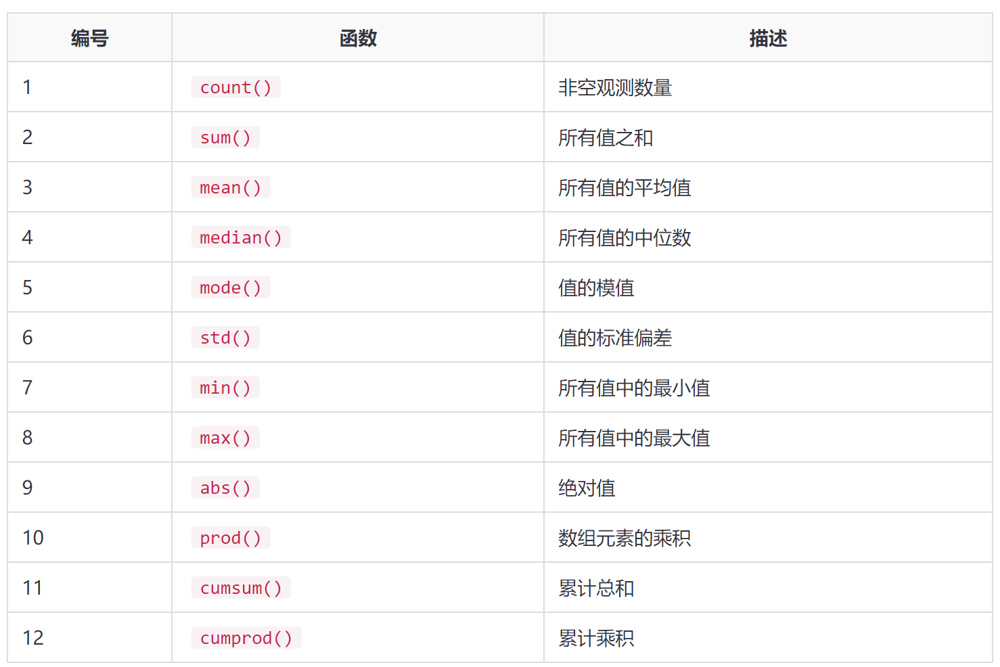 编号 函数 描述
1 count() 非空观测数量
2 sum() 所有值之和
3 mean() 所有值的平均值
4 median() 所有值的中位数
5 mode() 值的模值
6 std() 值的标准偏差
7 min() 所有值中的最小值
8 max() 所有值中的最大值
9 abs() 绝对值
10 prod() 数组元素的乘积
11 cumsum() 累计总和
12 cumprod() 累计乘积